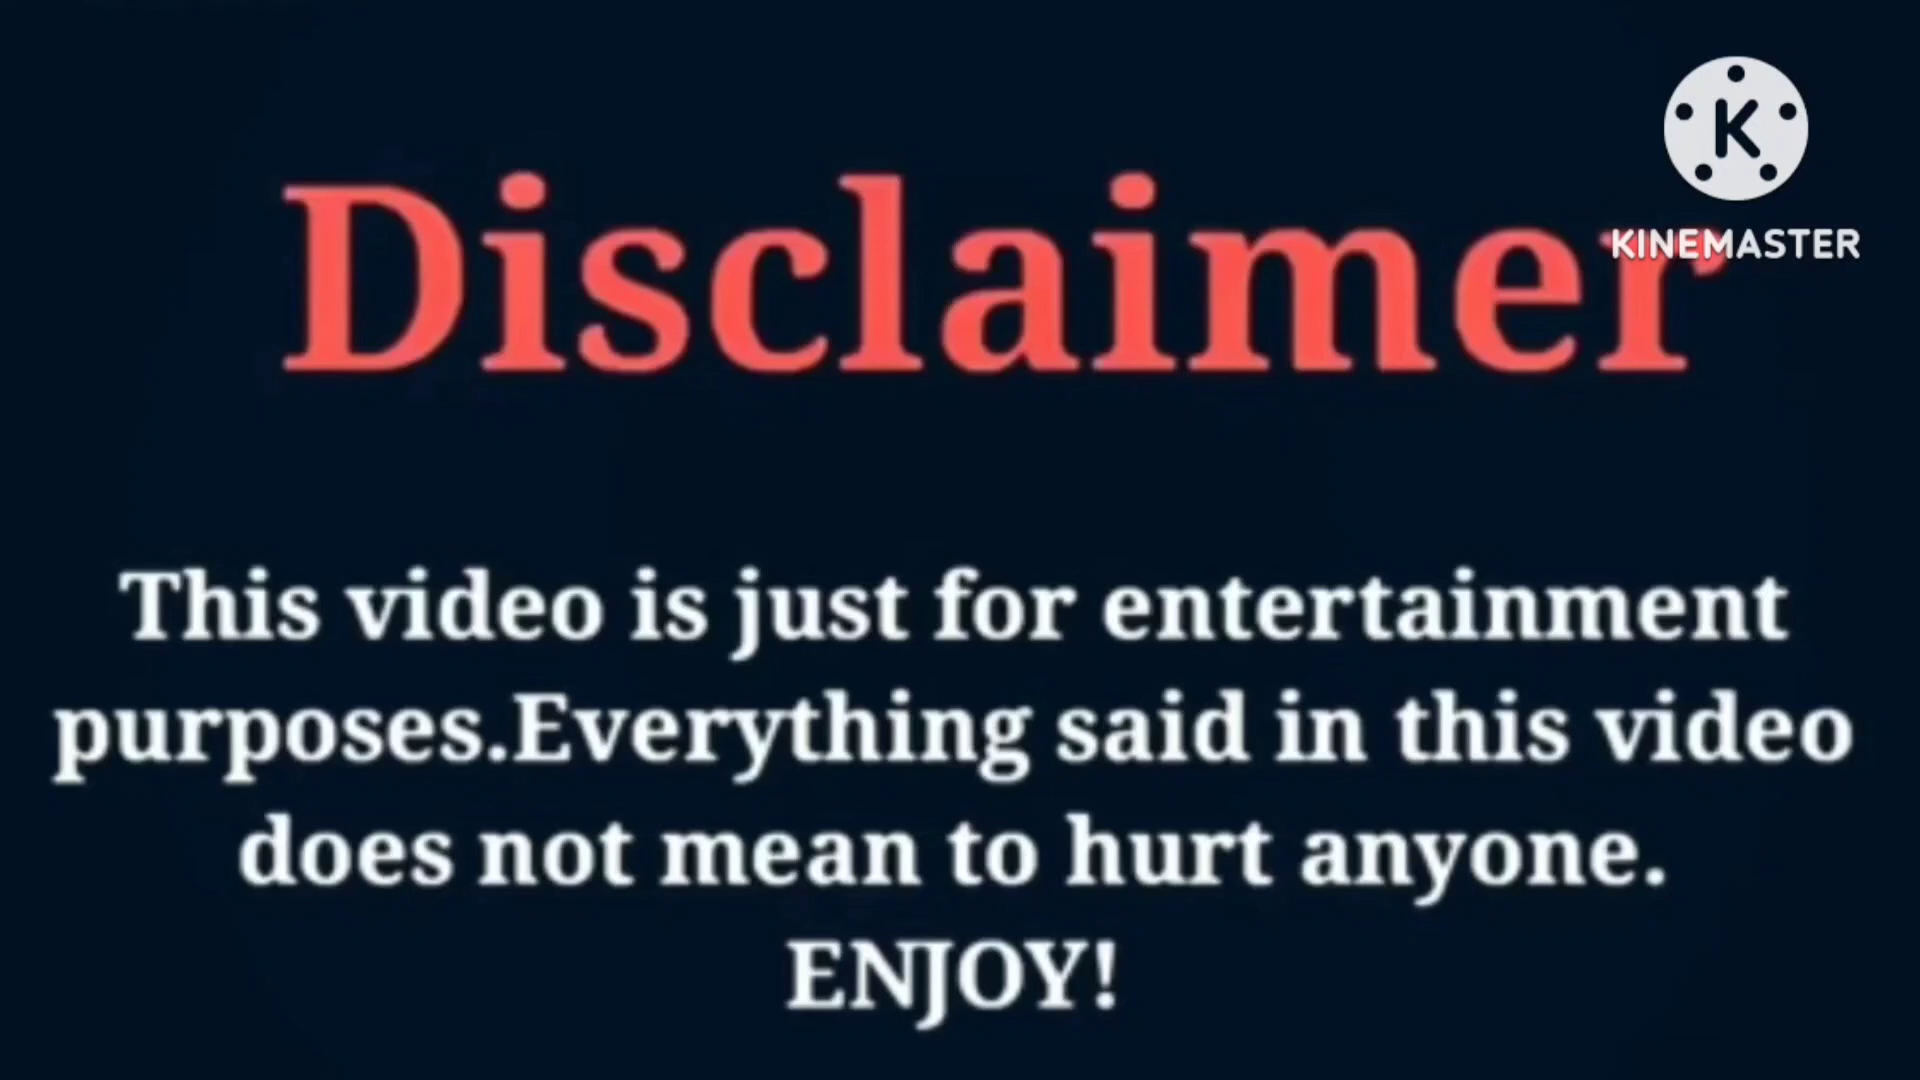 K
KINEMASTER
Disclaimer
This video is just for entertainment
purposes.Everything said in this video
does not mean to hurt anyone.
ENJOY!